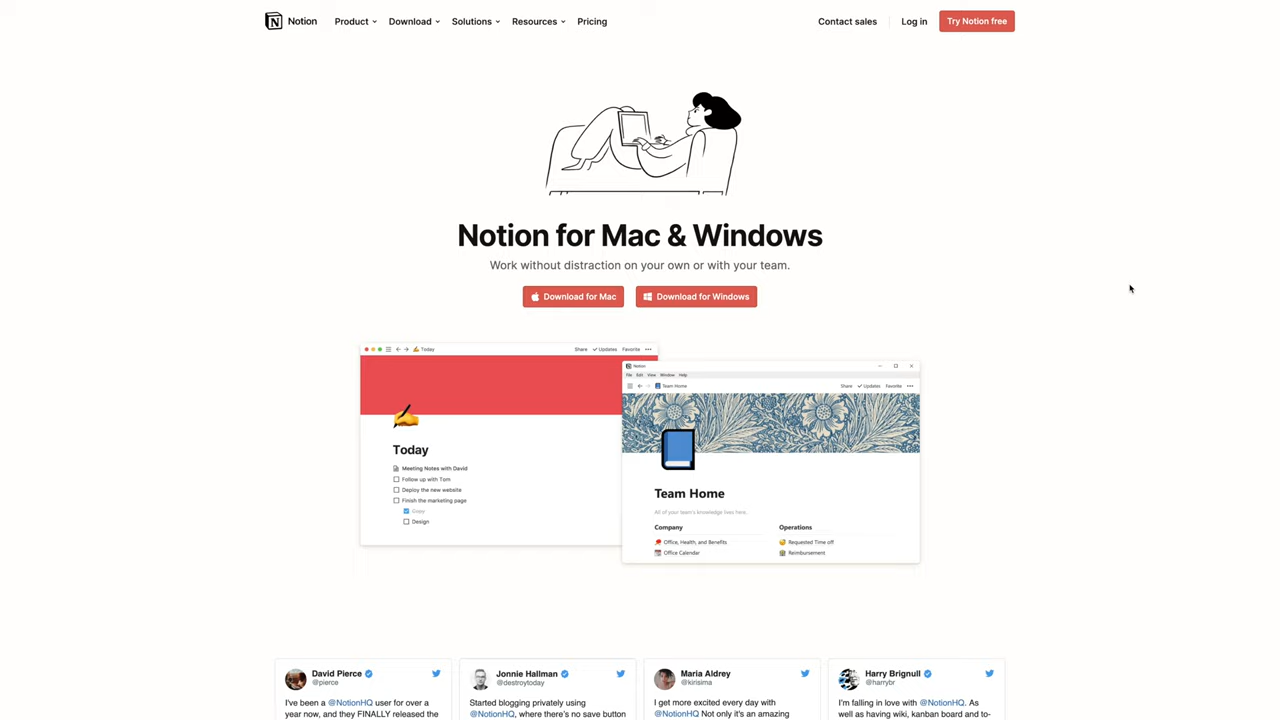 Notion
Product
Download
Solutions
Resources
Pricing
Contact sales
Log in
Try Notion free
Notion for Mac & Windows
Work without distraction on your own or with your team.
Download for Mac
Download for Windows
Today
Share
Updates
Favorite
Today
Meeting Notes with David
Follow up with Tom
Deploy the new website
Finish the marketing page
Copy
Design
Notion
File Edit View Window Help
Team Home
Share
Updates
Favorite
Team Home
All of your team's knowledge lives here.
Company
Office, Health, and Benefits
Office Calendar
Operations
Requested Time off
Reimbursement
David Pierce
@pierce
I've been a @NotionHQ user for over a
year now, and they FINALLY released the
Jonnie Hallman
@destroytoday
Started blogging privately using
@NotionHQ, where there's no save button
Maria Aldrey
@kirisima
I get more excited every day with
@NotionHQ Not only it's an amazing
Harry Brignull
@harrybr
I'm falling in love with @NotionHQ. As
well as having wiki, kanban board and to-